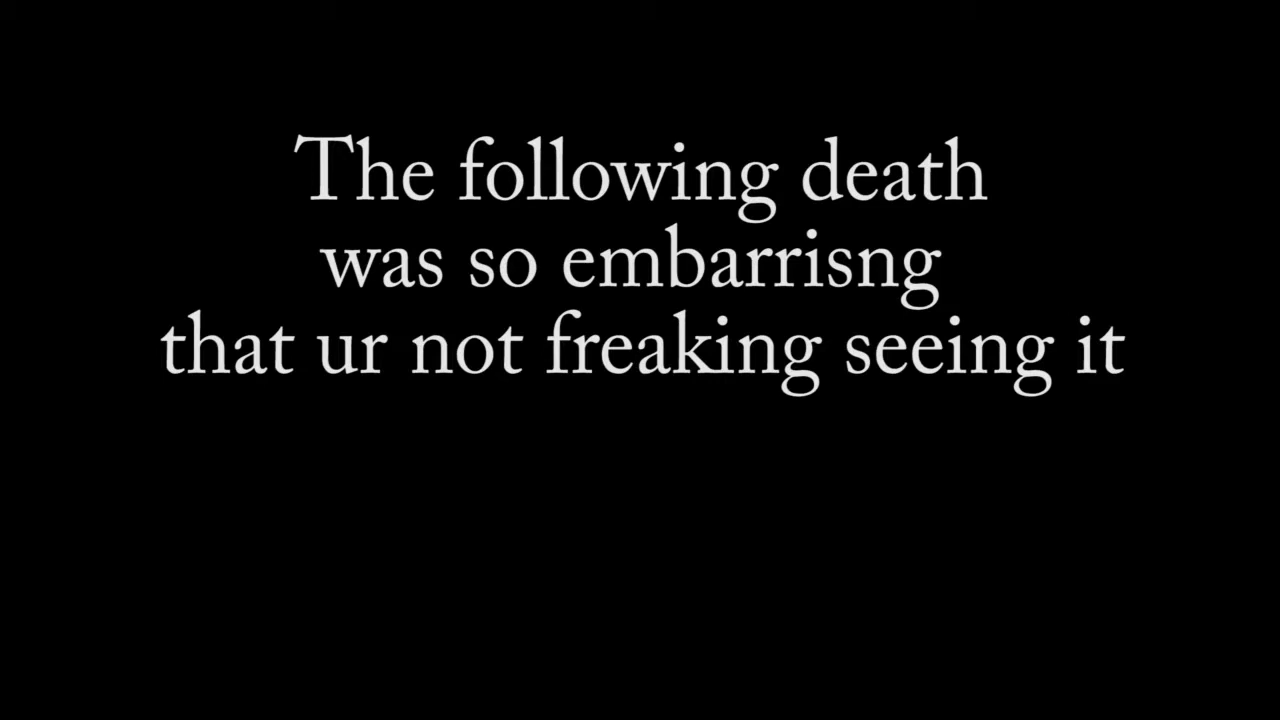 The following death
was so embarrisng
that ur not freaking seeing it